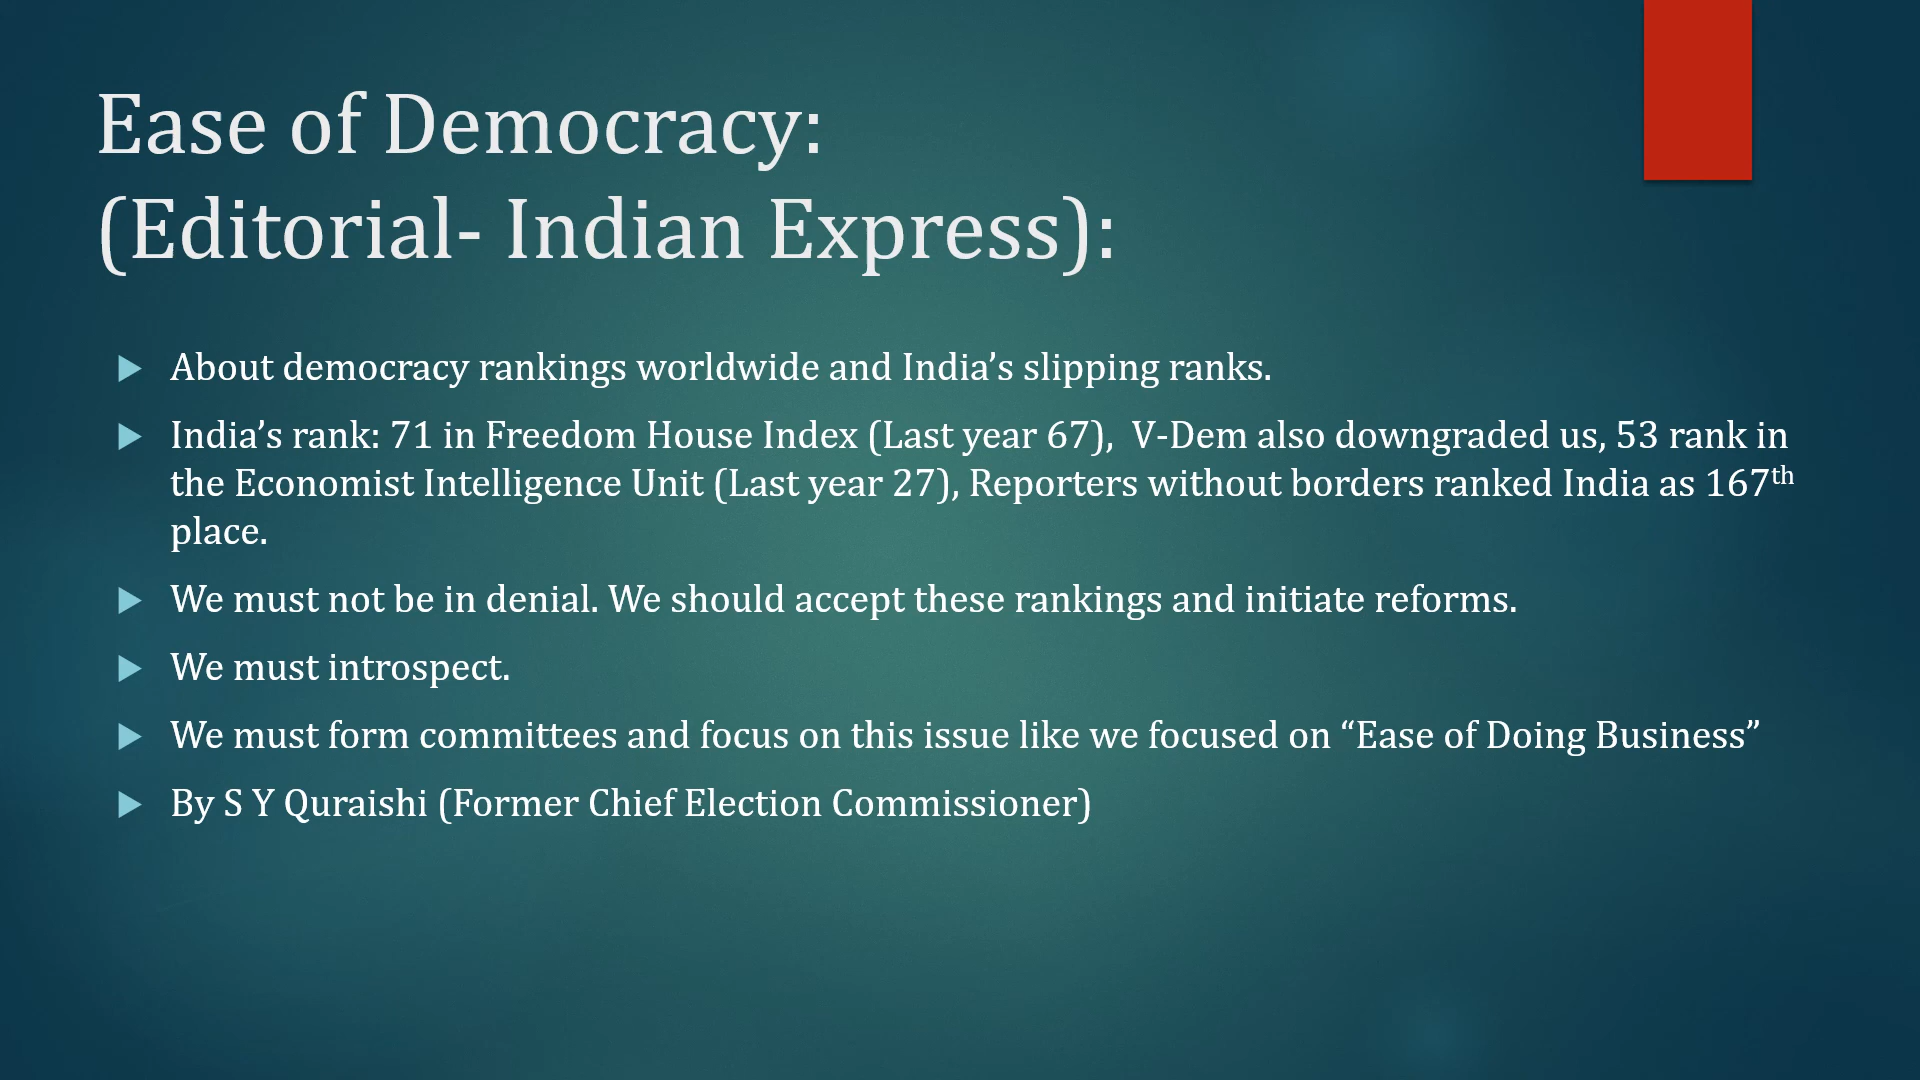 Ease of Democracy:
(Editorial- Indian Express):
About democracy rankings worldwide and India’s slipping ranks.
India’s rank: 71 in Freedom House Index (Last year 67),  V-Dem also downgraded us, 53 rank in
the Economist Intelligence Unit (Last year 27), Reporters without borders ranked India as 167th
place.
We must not be in denial. We should accept these rankings and initiate reforms.
We must introspect.
We must form committees and focus on this issue like we focused on “Ease of Doing Business”
By S Y Quraishi (Former Chief Election Commissioner)